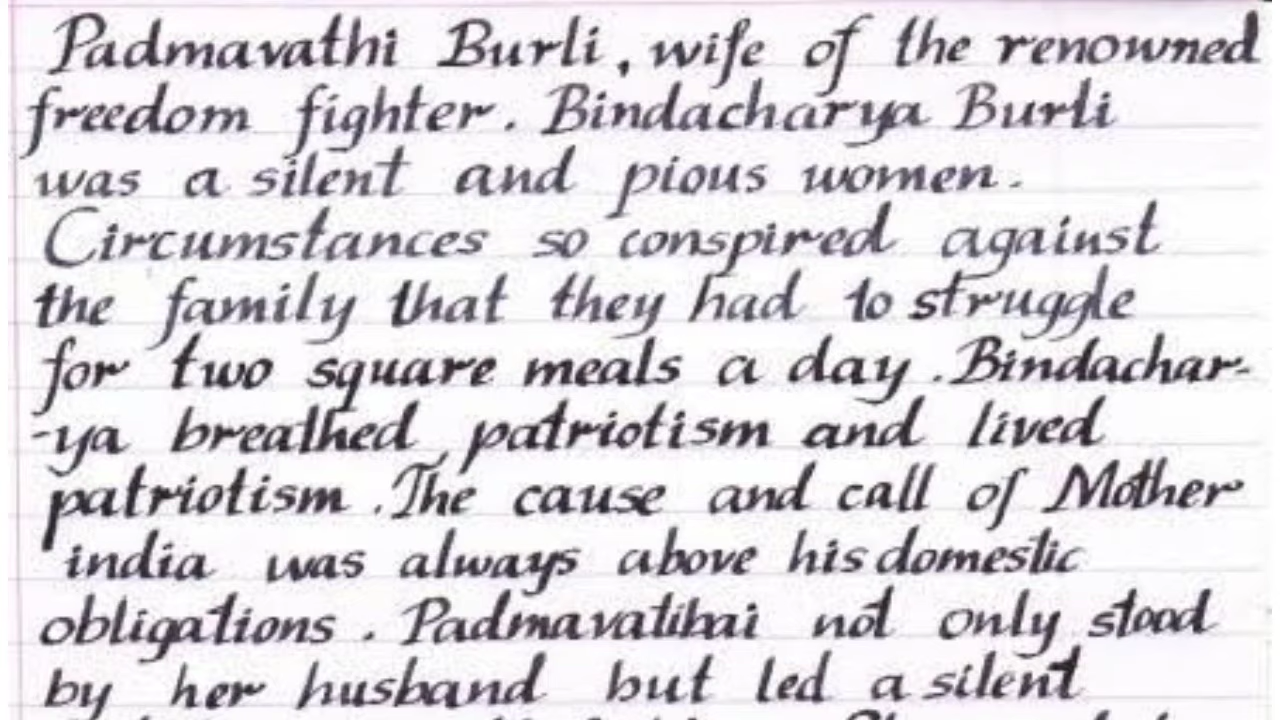 Padmavathi Burli, wife of the renowned
freedom fighter. Bindacharya Burli
was a silent and pious women.
Circumstances so conspired against
the family that they had to struggle
for two square meals a day. Bindachar-
-ya breathed patriotism and lived
patriotism. The cause and call of Mother
india was always above his domestic
obligations. Padmavatibai not only stood
by her husband but led a silent